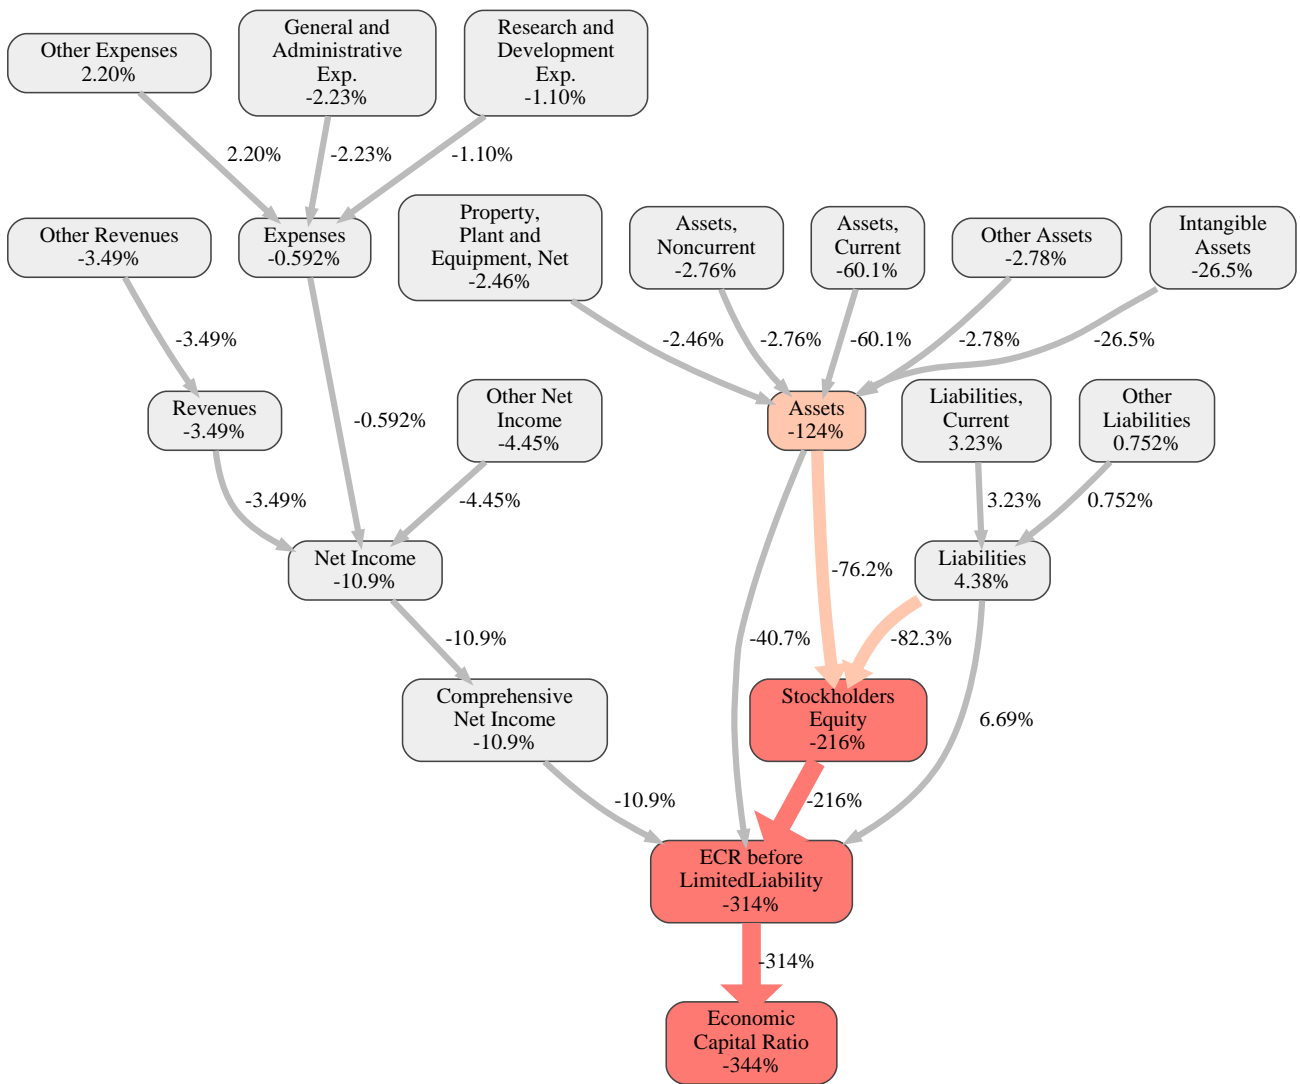 General and
Administrative
Exp.
-2.23%
Research and
Development
Exp.
-1.10%
Other Expenses
2.20%
2.20%
-2.23%
-1.10%
Other Revenues
-3.49%
Expenses
-0.592%
Property,
Plant and
Equipment, Net
-2.46%
Assets,
Noncurrent
-2.76%
Assets,
Current
-60.1%
Other Assets
-2.78%
Intangible
Assets
-26.5%
-3.49%
-2.46%
-2.76%
-60.1%
-2.78%
-26.5%
Revenues
-3.49%
-0.592%
Other Net
Income
-4.45%
Assets
-124%
Liabilities,
Current
3.23%
Other
Liabilities
0.752%
-3.49%
-4.45%
3.23%
0.752%
Net Income
-10.9%
-76.2%
Liabilities
4.38%
-10.9%
-40.7%
-82.3%
Comprehensive
Net Income
-10.9%
Stockholders
Equity
-216%
6.69%
-10.9%
-216%
ECR before
LimitedLiability
-314%
-314%
Economic
Capital Ratio
-344%